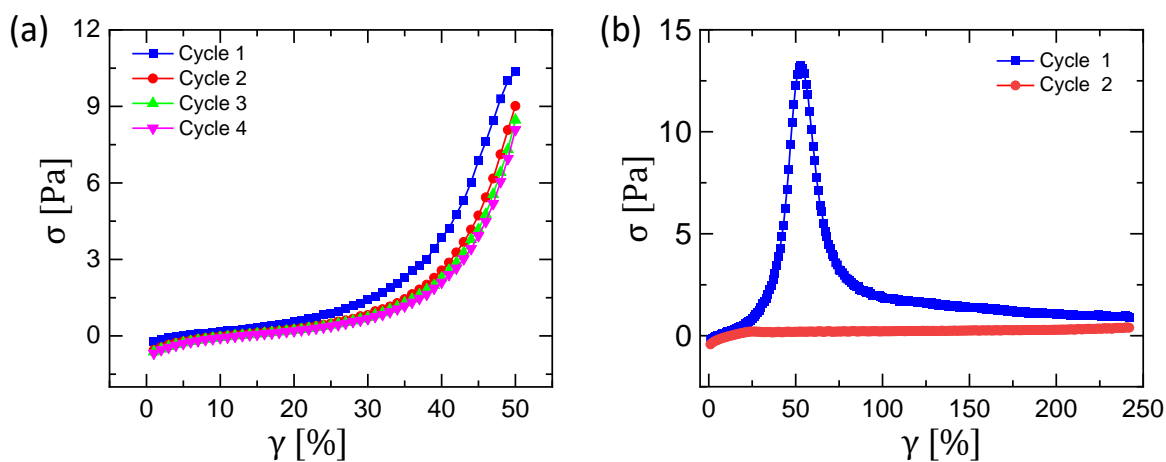 (a)
σ [Pa]
12
9
6
3
0
Cycle 1
Cycle 2
Cycle 3
Cycle 4
0 10 20 30 40 50
γ [%]
(b)
σ [Pa]
15
10
5
0
Cycle 1
Cycle 2
0 50 100 150 200 250
γ [%]